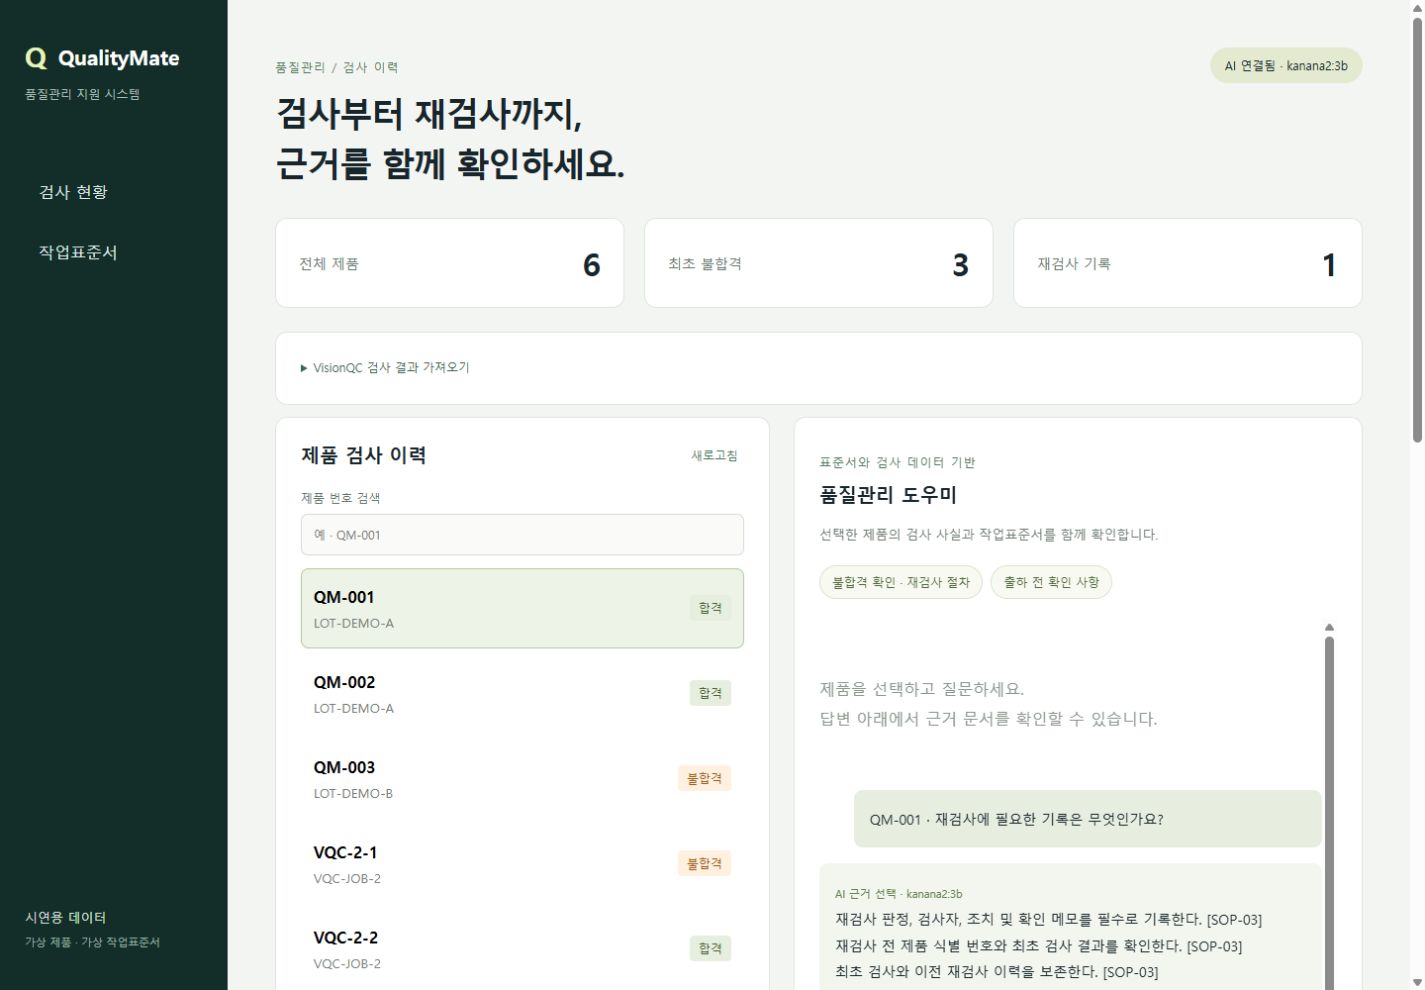 Q QualityMate
품질관리 지원 시스템
검사 현황
작업표준서
시연용 데이터
가상 제품 · 가상 작업표준서
품질관리 / 검사 이력
AI 연결됨 · kanana2:3b
검사부터 재검사까지,
근거를 함께 확인하세요.
전체 제품 6
최초 불합격 3
재검사 기록 1
▶ VisionQC 검사 결과 가져오기
제품 검사 이력
새로고침
제품 번호 검색
예 · QM-001
QM-001
LOT-DEMO-A
합격
QM-002
LOT-DEMO-A
합격
QM-003
LOT-DEMO-B
불합격
VQC-2-1
VQC-JOB-2
불합격
VQC-2-2
VQC-JOB-2
합격
표준서와 검사 데이터 기반
품질관리 도우미
선택한 제품의 검사 사실과 작업표준서를 함께 확인합니다.
불합격 확인 · 재검사 절차
출하 전 확인 사항
제품을 선택하고 질문하세요.
답변 아래에서 근거 문서를 확인할 수 있습니다.
QM-001 · 재검사에 필요한 기록은 무엇인가요?
AI 근거 선택 · kanana2:3b
재검사 판정, 검사자, 조치 및 확인 메모를 필수로 기록한다. [SOP-03]
재검사 전 제품 식별 번호와 최초 검사 결과를 확인한다. [SOP-03]
최초 검사와 이전 재검사 이력을 보존한다. [SOP-03]